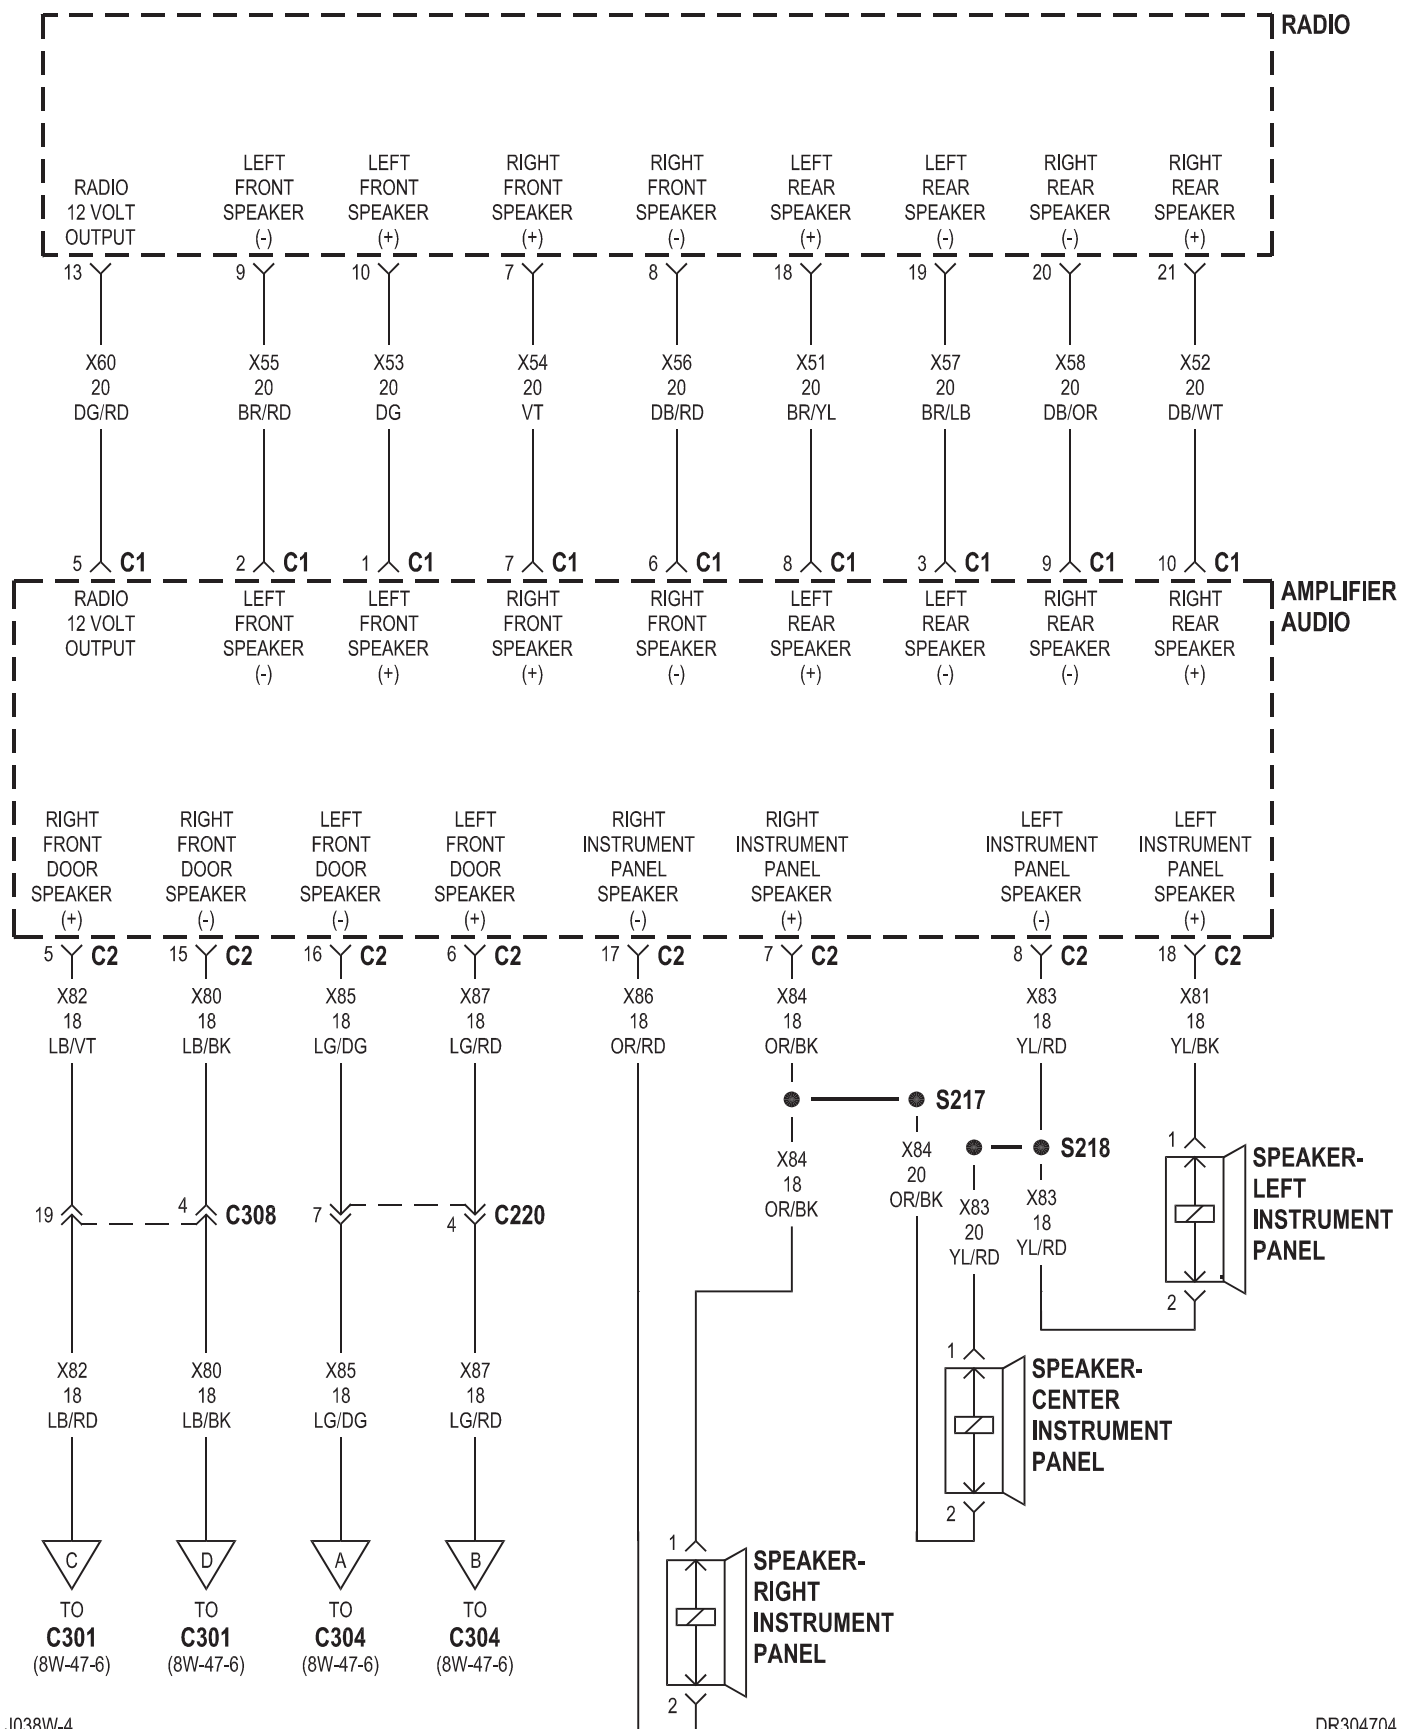 RADIO
RADIO 12 VOLT OUTPUT
LEFT FRONT SPEAKER (-)
LEFT FRONT SPEAKER (+)
RIGHT FRONT SPEAKER (+)
RIGHT FRONT SPEAKER (-)
LEFT REAR SPEAKER (+)
LEFT REAR SPEAKER (-)
RIGHT REAR SPEAKER (-)
RIGHT REAR SPEAKER (+)
13 9 10 7 8 18 19 20 21
X60 X55 X53 X54 X56 X51 X57 X58 X52
20 20 20 20 20 20 20 20 20
DG/RD BR/RD DG VT DB/RD BR/YL BR/LB DB/OR DB/WT
5 C1 2 C1 1 C1 7 C1 6 C1 8 C1 3 C1 9 C1 10 C1
AMPLIFIER
AUDIO
RADIO 12 VOLT OUTPUT
LEFT FRONT SPEAKER (-)
LEFT FRONT SPEAKER (+)
RIGHT FRONT SPEAKER (+)
RIGHT FRONT SPEAKER (-)
LEFT REAR SPEAKER (+)
LEFT REAR SPEAKER (-)
RIGHT REAR SPEAKER (-)
RIGHT REAR SPEAKER (+)
RIGHT FRONT DOOR SPEAKER (+)
RIGHT FRONT DOOR SPEAKER (-)
LEFT FRONT DOOR SPEAKER (-)
LEFT FRONT DOOR SPEAKER (+)
RIGHT INSTRUMENT PANEL SPEAKER (-)
RIGHT INSTRUMENT PANEL SPEAKER (+)
LEFT INSTRUMENT PANEL SPEAKER (-)
LEFT INSTRUMENT PANEL SPEAKER (+)
5 C2 15 C2 16 C2 6 C2 17 C2 7 C2 8 C2 18 C2
X82 X80 X85 X87 X86 X84 X83 X81
18 18 18 18 18 18 18 18
LB/VT LB/BK LG/DG LG/RD OR/RD OR/BK YL/RD YL/BK
S217
S218
X84
18
OR/BK
X84
20
OR/BK
X83
20
YL/RD
X83
18
YL/RD
1
2
SPEAKER-
LEFT
INSTRUMENT
PANEL
19 4 C308 7 4 C220
X82 X80 X85 X87
18 18 18 18
LB/RD LB/BK LG/DG LG/RD
1
2
SPEAKER-
CENTER
INSTRUMENT
PANEL
C D A B
TO TO TO TO
C301 C301 C304 C304
(8W-47-6) (8W-47-6) (8W-47-6) (8W-47-6)
1
2
SPEAKER-
RIGHT
INSTRUMENT
PANEL
J038W-4
DR304704